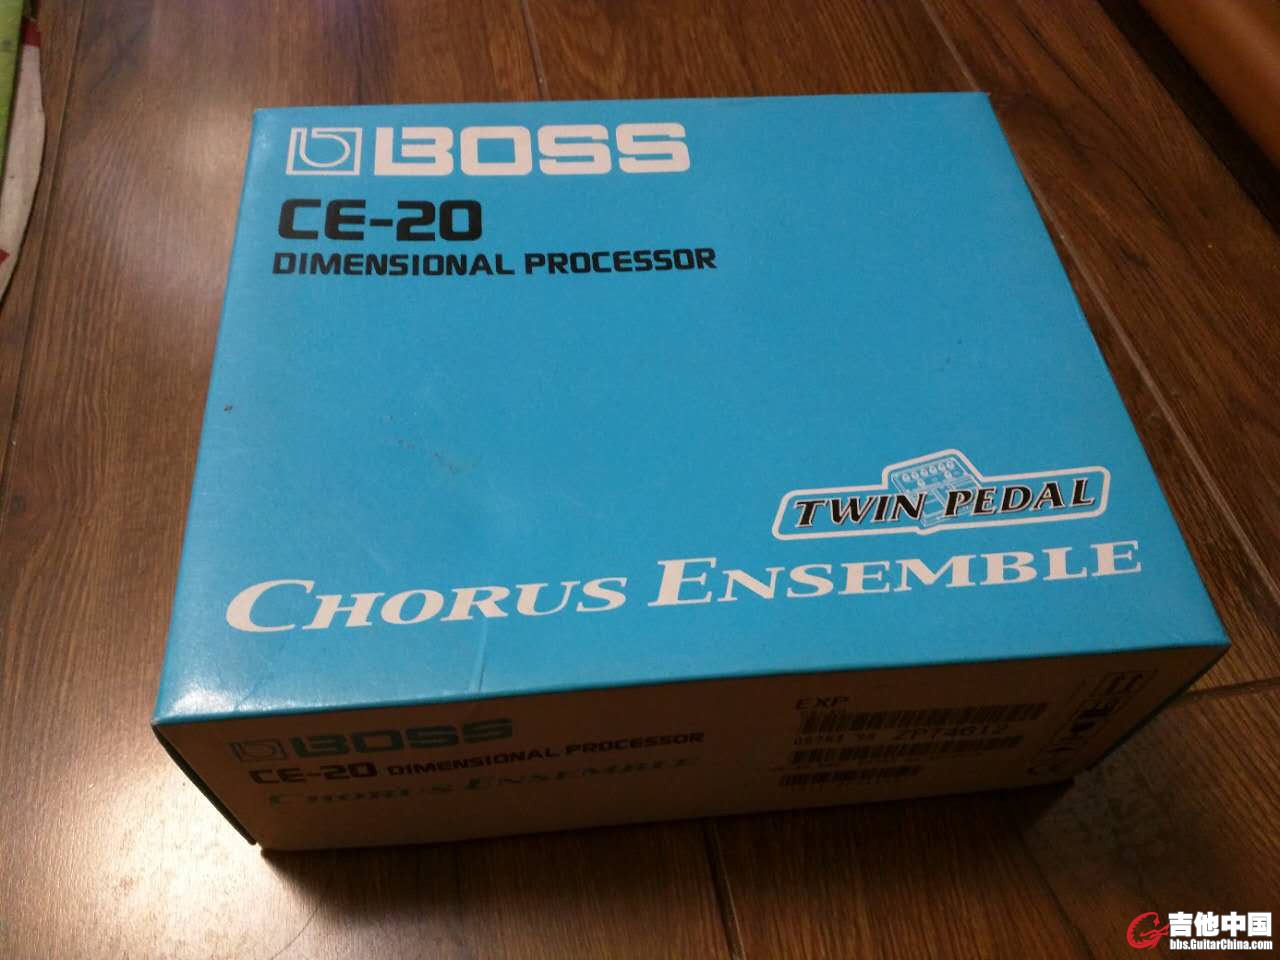 BOSS
CE-20
DIMENSIONAL PROCESSOR
TWIN PEDAL
CHORUS ENSEMBLE
BOSS
CE-20 DIMENSIONAL PROCESSOR
CHORUS ENSEMBLE
EXP
ZP74612
吉他中国
bbs.GuitarChina.com